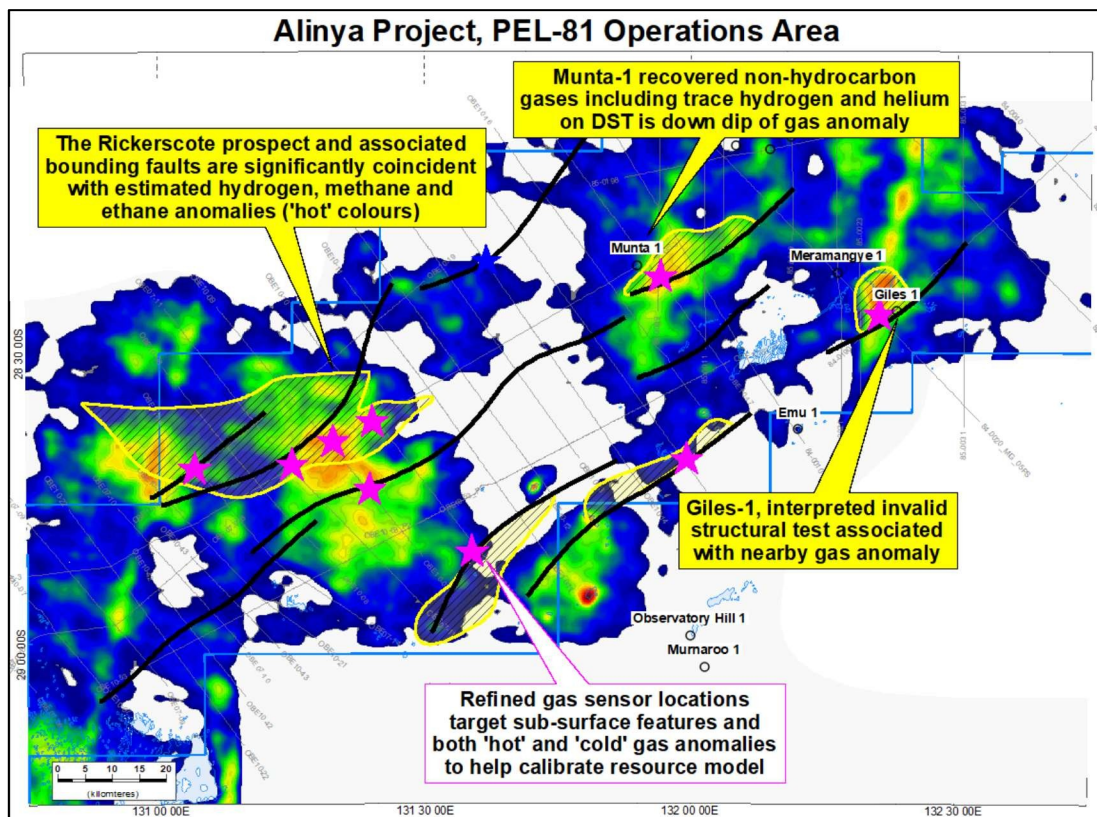 Alinya Project, PEL-81 Operations Area
Munta-1 recovered non-hydrocarbon
gases including trace hydrogen and helium
on DST is down dip of gas anomaly
The Rickerscote prospect and associated
bounding faults are significantly coincident
with estimated hydrogen, methane and
ethane anomalies ('hot' colours)
Munta 1
Meramangye 1
Giles 1
Emu 1
Giles-1, interpreted invalid
structural test associated
with nearby gas anomaly
Observatory Hill 1
Murnaroo 1
Refined gas sensor locations
target sub-surface features and
both 'hot' and 'cold' gas anomalies
to help calibrate resource model
28 30 00S
29 00 00S
0 5 10 15 20
(kilomteres)
131 00 00E
131 30 00E
132 00 00E
132 30 00E